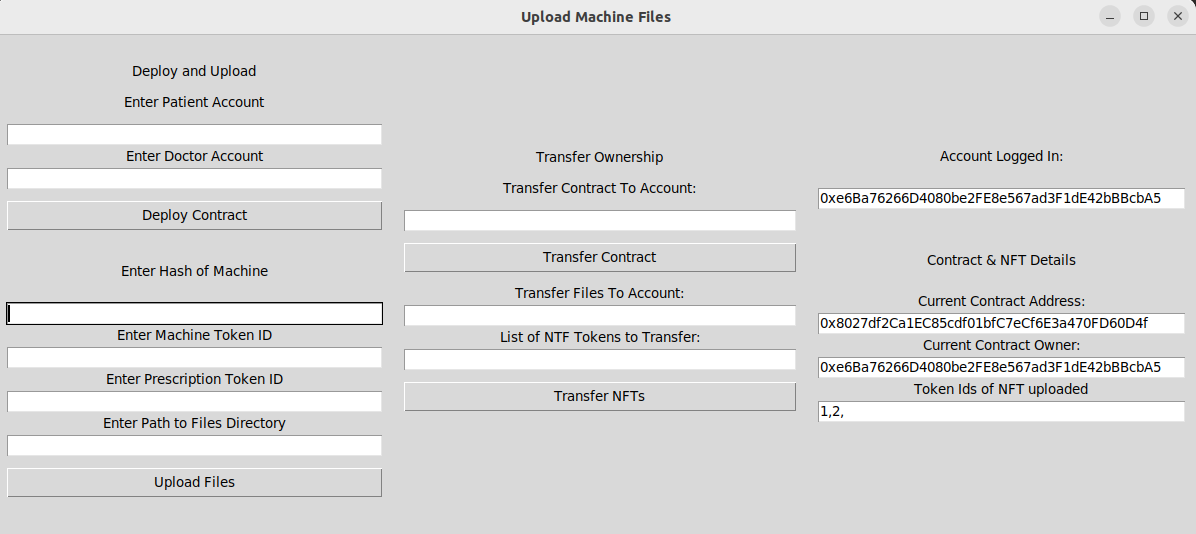 Upload Machine Files
Deploy and Upload
Enter Patient Account
Enter Doctor Account
Deploy Contract
Enter Hash of Machine
Enter Machine Token ID
Enter Prescription Token ID
Enter Path to Files Directory
Upload Files
Transfer Ownership
Transfer Contract To Account:
Transfer Contract
Transfer Files To Account:
List of NTF Tokens to Transfer:
Transfer NFTs
Account Logged In:
0xe6Ba76266D4080be2FE8e567ad3F1dE42bBBcbA5
Contract & NFT Details
Current Contract Address:
0x8027df2Ca1EC85cdf01bfC7eCf6E3a470FD60D4f
Current Contract Owner:
0xe6Ba76266D4080be2FE8e567ad3F1dE42bBBcbA5
Token Ids of NFT uploaded
1,2,